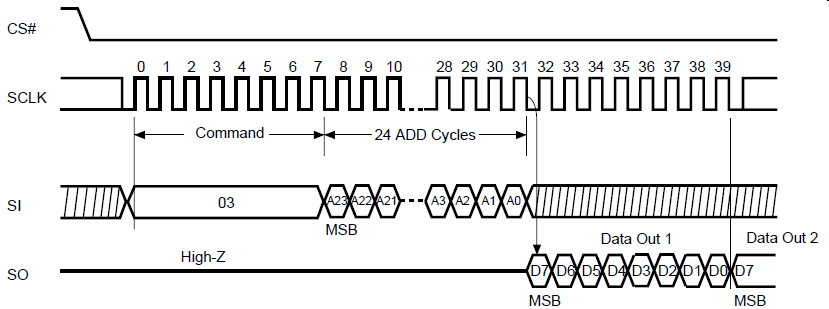 CS#
0 1 2 3 4 5 6 7 8 9 10 28 29 30 31 32 33 34 35 36 37 38 39
SCLK
Command 24 ADD Cycles
SI 03 A23 A22 A21 A3 A2 A1 A0
MSB
High-Z Data Out 1 Data Out 2
SO D7 D6 D5 D4 D3 D2 D1 D0 D7
MSB MSB